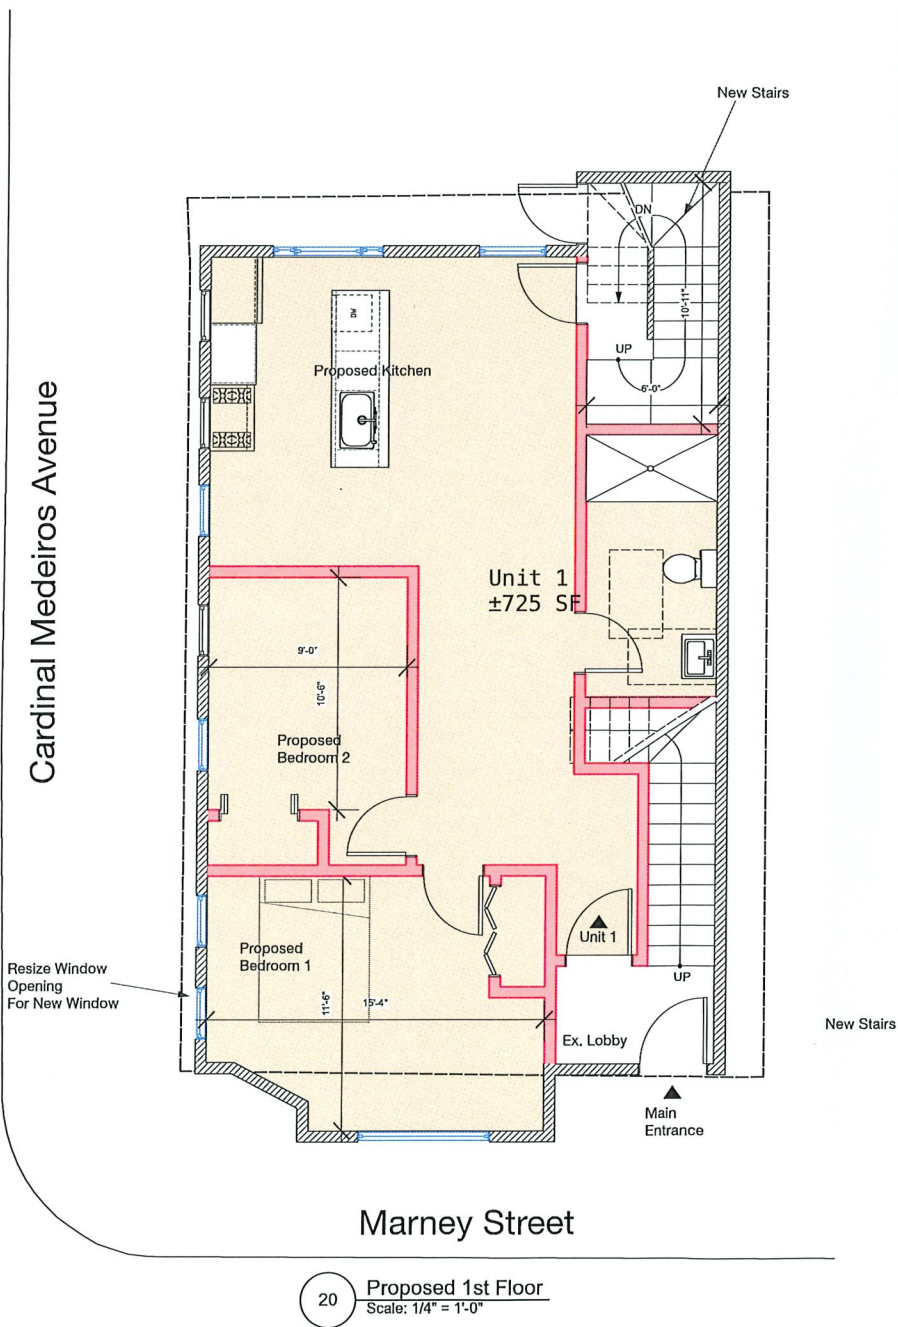 New Stairs
DN
10'-11"
UP
6'-0"
DW
Proposed Kitchen
Cardinal Medeiros Avenue
Unit 1
±725 SF
9'-0"
10'-6"
Proposed
Bedroom 2
Proposed
Bedroom 1
Unit 1
UP
Resize Window
Opening
For New Window
11'-6"
15'-4"
Ex. Lobby
New Stairs
Main
Entrance
Marney Street
20
Proposed 1st Floor
Scale: 1/4" = 1'-0"